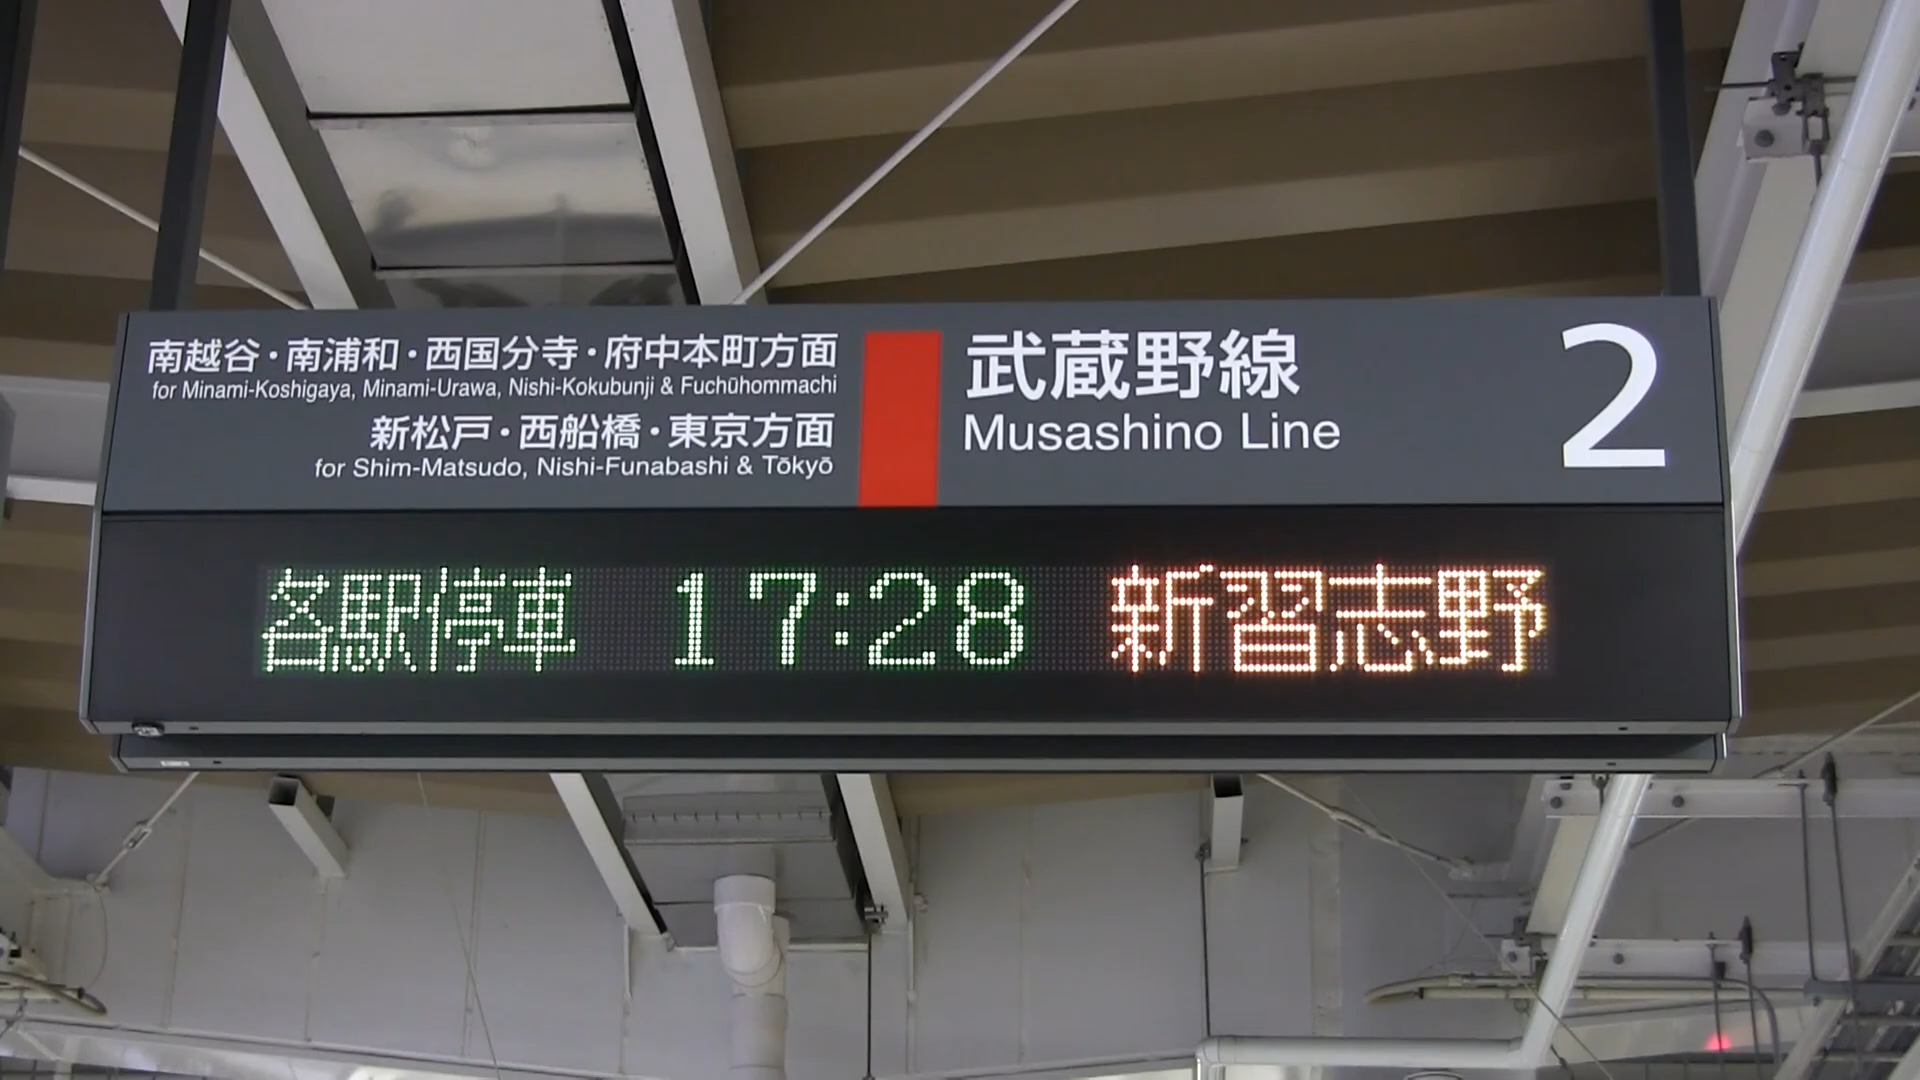 南越谷・南浦和・西国分寺・府中本町方面
for Minami-Koshigaya, Minami-Urawa, Nishi-Kokubunji & Fuchūhommachi
新松戸・西船橋・東京方面
for Shim-Matsudo, Nishi-Funabashi & Tōkyō
武蔵野線
Musashino Line
2
各駅停車 17:28 新習志野